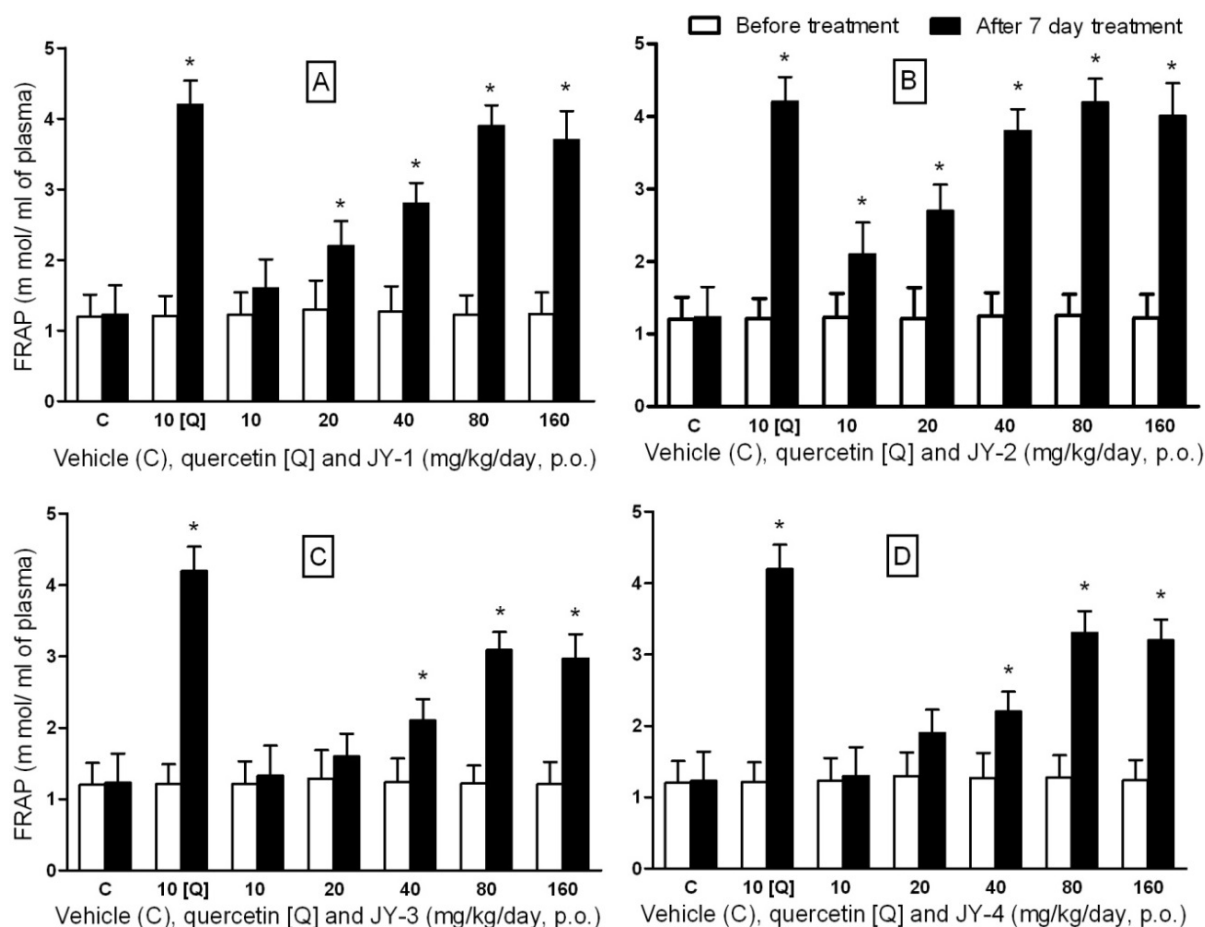 Before treatment After 7 day treatment
A
FRAP (m mol/ ml of plasma)
5
4
3
2
1
0
* * * * *
C 10 [Q] 10 20 40 80 160
Vehicle (C), quercetin [Q] and JY-1 (mg/kg/day, p.o.)
B
5
4
3
2
1
0
* * * * * *
C 10 [Q] 10 20 40 80 160
Vehicle (C), quercetin [Q] and JY-2 (mg/kg/day, p.o.)
C
FRAP (m mol/ ml of plasma)
5
4
3
2
1
0
* * * *
C 10 [Q] 10 20 40 80 160
Vehicle (C), quercetin [Q] and JY-3 (mg/kg/day, p.o.)
D
5
4
3
2
1
0
* * * *
C 10 [Q] 10 20 40 80 160
Vehicle (C), quercetin [Q] and JY-4 (mg/kg/day, p.o.)